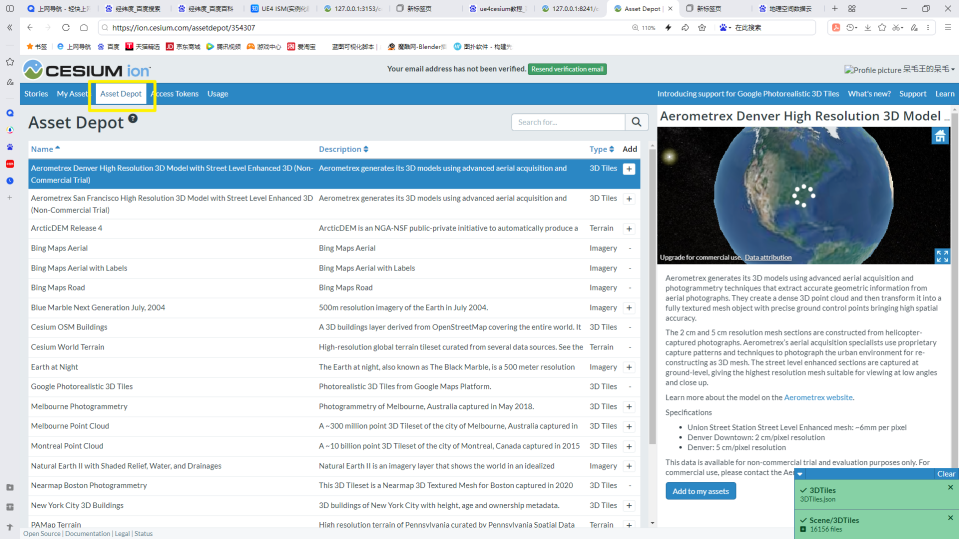 上网导航_轻快上网
经纬度_百度搜索
经纬度_百度百科
UE4 ISM(实例化
127.0.0.1:3153/
新标签页
ue4cesium教程_
127.0.0.1:8241/
Asset Depot
新标签页
地理空间数据云
https://ion.cesium.com/assetdepot/354307
110%
在此搜索
书签
上网导航
百度
天猫精选
京东商城
腾讯视频
游戏中心
爱淘宝
蓝图可视化脚本
魔酷网-Blender
图扑软件 - 构建
CESIUM ion
Your email address has not been verified.
Resend verification email
Profile picture 呆毛王的呆毛
Stories
My Asset
Asset Depot
Access Tokens
Usage
Introducing support for Google Photorealistic 3D Tiles
What's new?
Support
Learn
Asset Depot ?
Search for...
Name
Description
Type
Add
Aerometrex Denver High Resolution 3D Model with Street Level Enhanced 3D (Non-
Commercial Trial)
Aerometrex generates its 3D models using advanced aerial acquisition and
3D Tiles
+
Aerometrex San Francisco High Resolution 3D Model with Street Level Enhanced 3D
(Non-Commercial Trial)
Aerometrex generates its 3D models using advanced aerial acquisition and
3D Tiles
+
ArcticDEM Release 4
ArcticDEM is an NGA-NSF public-private initiative to automatically produce a
Terrain
+
Bing Maps Aerial
Bing Maps Aerial
Imagery
-
Bing Maps Aerial with Labels
Bing Maps Aerial with Labels
Imagery
-
Bing Maps Road
Bing Maps Road
Imagery
-
Blue Marble Next Generation July, 2004
500m resolution imagery of the Earth in July 2004.
Imagery
+
Cesium OSM Buildings
A 3D buildings layer derived from OpenStreetMap covering the entire world. It
3D Tiles
-
Cesium World Terrain
High-resolution global terrain tileset curated from several data sources. See the
Terrain
-
Earth at Night
The Earth at night, also known as The Black Marble, is a 500 meter resolution
Imagery
+
Google Photorealistic 3D Tiles
Photorealistic 3D Tiles from Google Maps Platform.
3D Tiles
-
Melbourne Photogrammetry
Photogrammetry of Melbourne, Australia captured in May 2018.
3D Tiles
+
Melbourne Point Cloud
A ~300 million point 3D Tileset of the city of Melbourne, Australia captured in
3D Tiles
+
Montreal Point Cloud
A ~10 billion point 3D Tileset of the city of Montreal, Canada captured in 2015
3D Tiles
+
Natural Earth II with Shaded Relief, Water, and Drainages
Natural Earth II is an imagery layer that shows the world in an idealized
Imagery
+
Nearmap Boston Photogrammetry
This 3D Tileset is a Nearmap 3D Textured Mesh for Boston captured in 2020
3D Tiles
-
New York City 3D Buildings
3D buildings of New York City with height, age and ownership metadata.
3D Tiles
+
PAMap Terrain
High resolution terrain of Pennsylvania curated by Pennsylvania Spatial Data
Terrain
+
Open Source | Documentation | Legal | Status
Aerometrex Denver High Resolution 3D Model ...
Upgrade for commercial use. Data attribution
Aerometrex generates its 3D models using advanced aerial acquisition and
photogrammetry techniques that extract accurate geometric information from
aerial photographs. They create a dense 3D point cloud and then transform it into a
fully textured mesh object with precise ground control points bringing high spatial
accuracy.
The 2 cm and 5 cm resolution mesh sections are constructed from helicopter-
captured photographs. Aerometrex's aerial acquisition specialists use proprietary
capture patterns and techniques to photograph the urban environment for re-
constructing as 3D mesh. The street level enhanced sections are captured at
ground-level, giving the highest resolution mesh suitable for viewing at low angles
and close up.
Learn more about the model on the Aerometrex website.
Specifications
• Union Street Station Street Level Enhanced mesh: ~6mm per pixel
• Denver Downtown: 2 cm/pixel resolution
• Denver: 5 cm/pixel resolution
This data is available for non-commercial trial and evaluation purposes only. For
commercial use, please contact the Aer
Add to my assets
Clear
3DTiles
3DTiles.json
Scene/3DTiles
16156 files